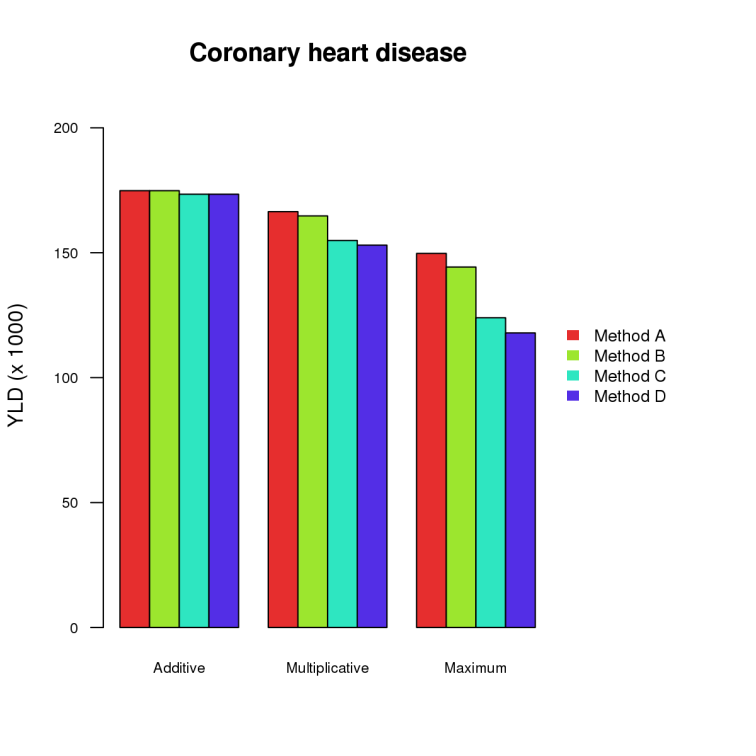 Coronary heart disease
YLD (x 1000)
200
150
100
50
0
Additive
Multiplicative
Maximum
Method A
Method B
Method C
Method D